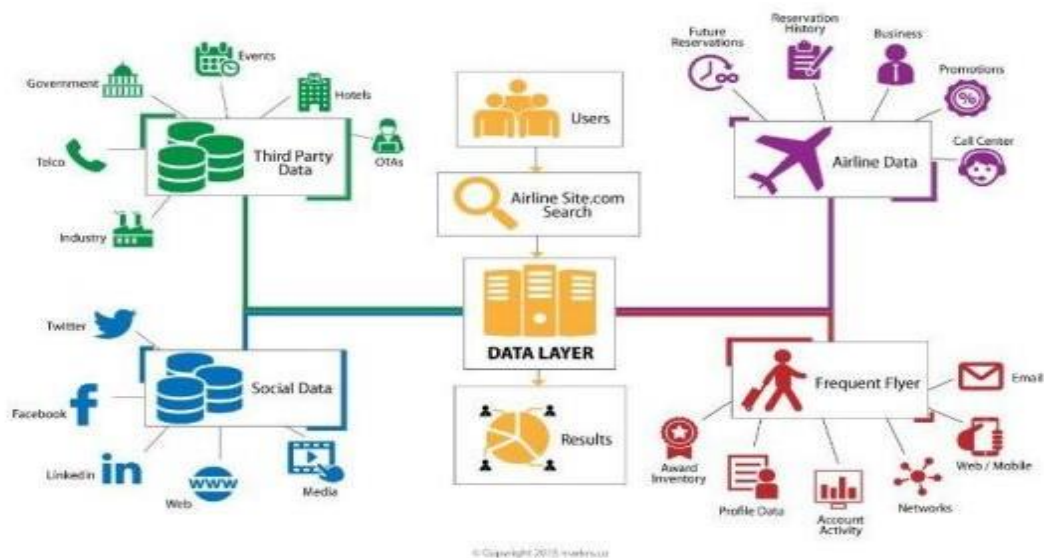 Government
Events
Hotels
OTAs
Telco
Industry
Third Party
Data
Users
Airline Site.com
Search
DATA LAYER
Results
Future
Reservations
Reservation
History
Business
Promotions
Call Center
Airline Data
Twitter
Facebook
Linkedin
Web
WWW
Media
Social Data
Frequent Flyer
Email
Web / Mobile
Networks
Account
Activity
Profile Data
Award
Inventory